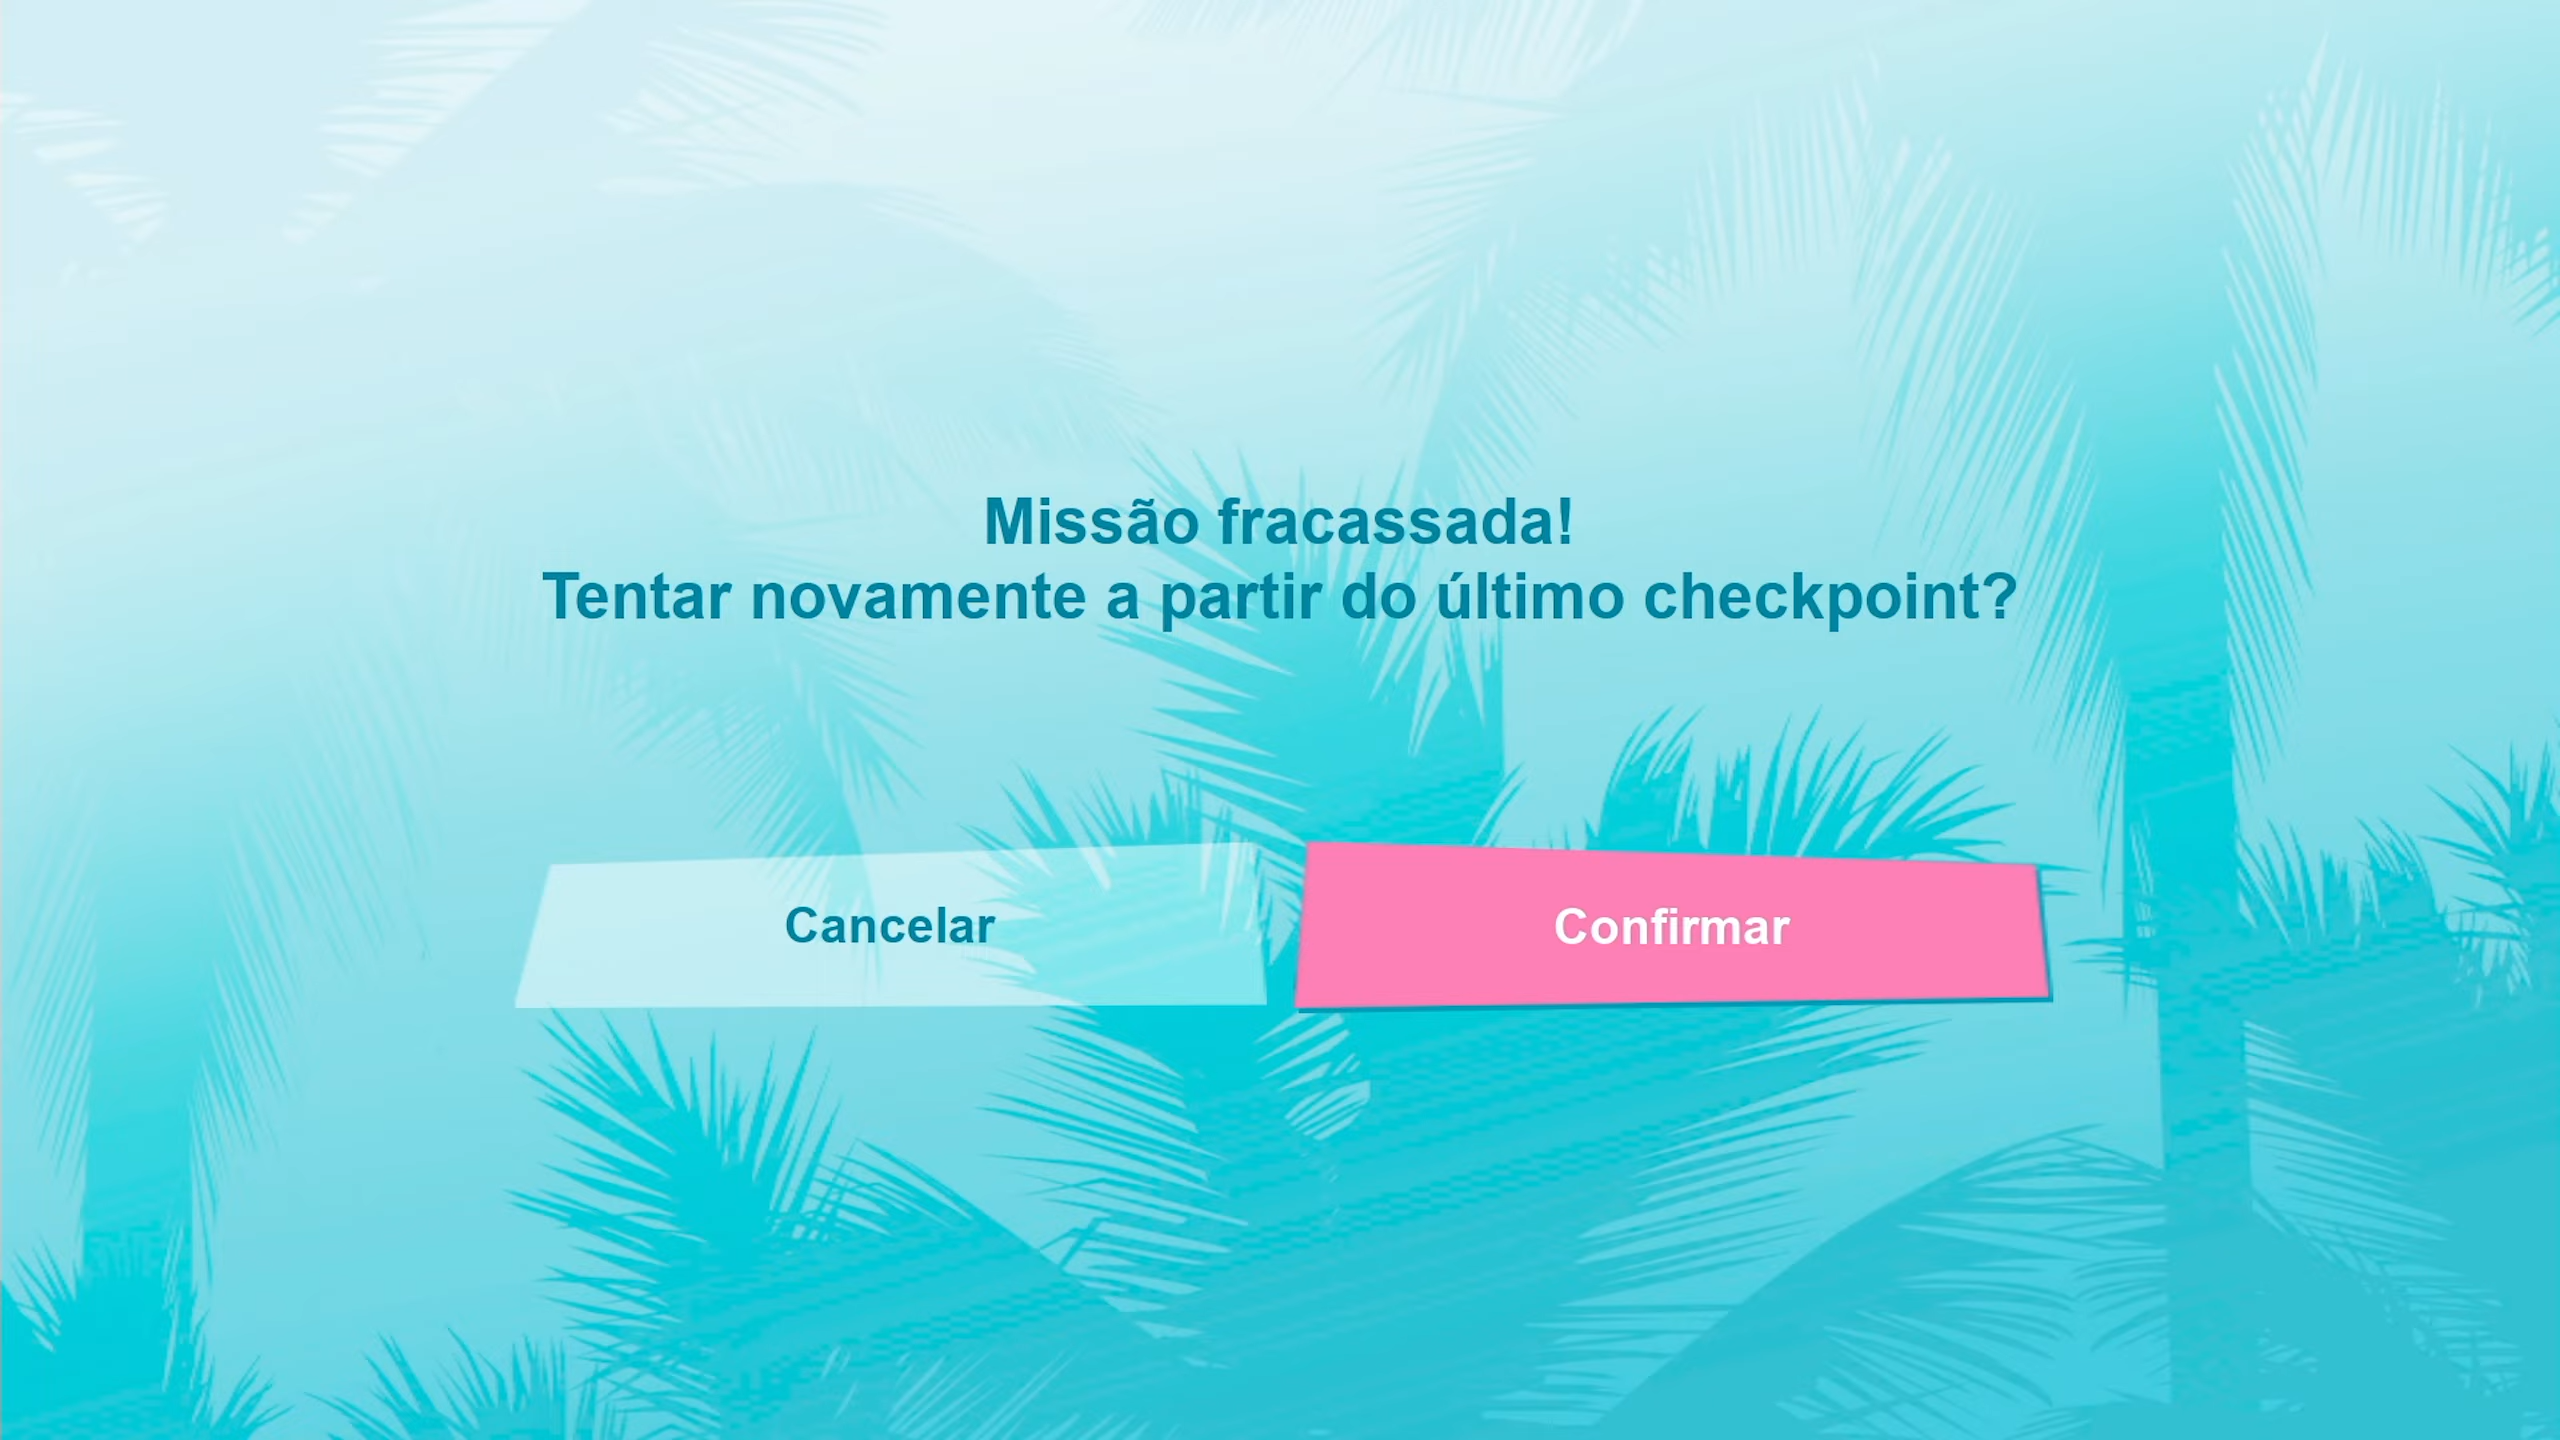 Missão fracassada!
Tentar novamente a partir do último checkpoint?
Cancelar
Confirmar